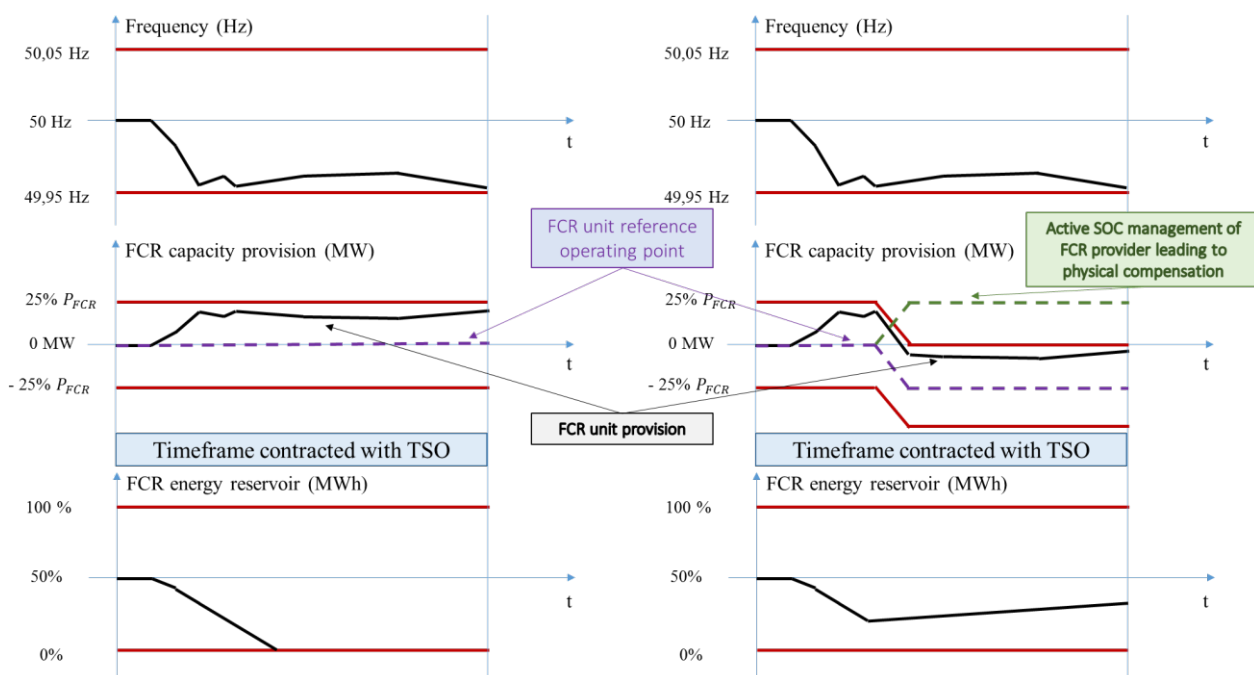 Frequency (Hz)
50,05 Hz
50 Hz
t
49,95 Hz
FCR capacity provision (MW)
25% P_FCR
0 MW
t
- 25% P_FCR
Timeframe contracted with TSO
FCR energy reservoir (MWh)
100 %
50%
t
0%
FCR unit reference
operating point
FCR unit provision
Frequency (Hz)
50,05 Hz
50 Hz
t
49,95 Hz
Active SOC management of
FCR provider leading to
physical compensation
FCR capacity provision (MW)
25% P_FCR
0 MW
t
- 25% P_FCR
Timeframe contracted with TSO
FCR energy reservoir (MWh)
100 %
50%
t
0%